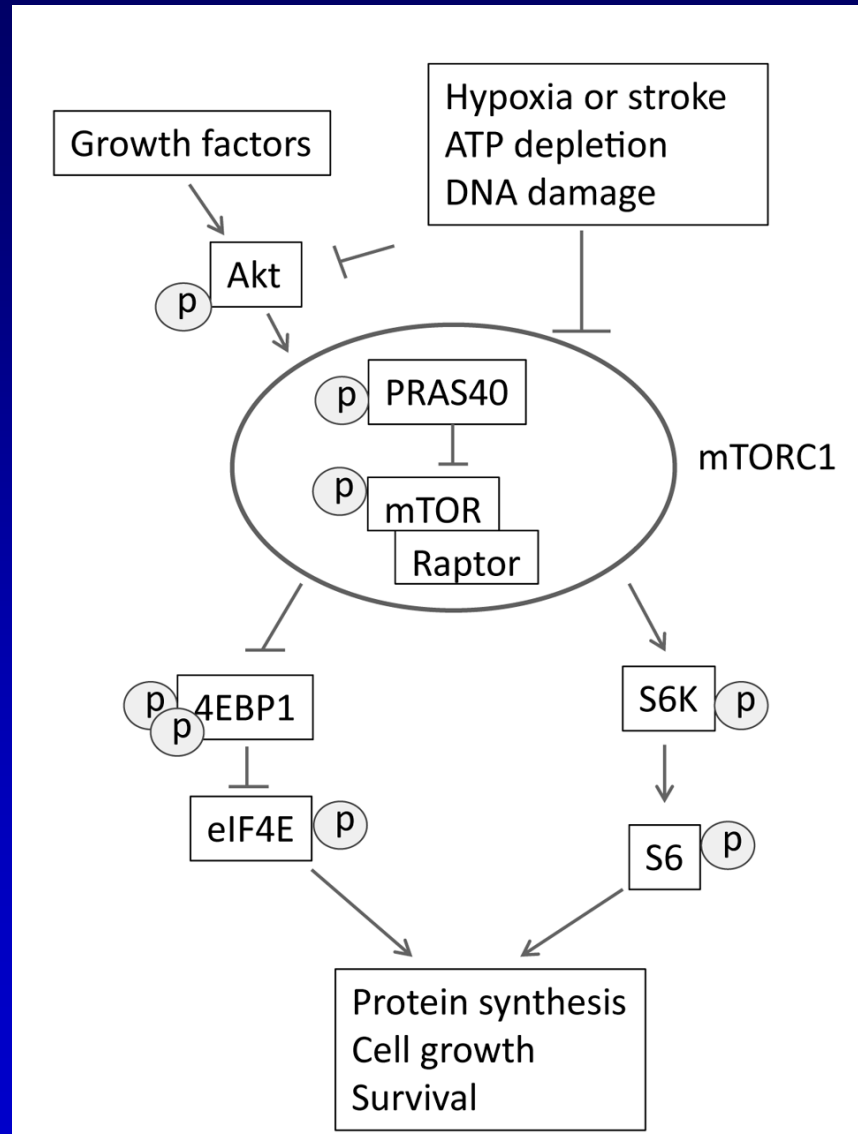 Hypoxia or stroke
ATP depletion
DNA damage
Growth factors
Akt
p
PRAS40
p
mTORC1
mTOR
p
Raptor
4EBP1
p
p
S6K
p
eIF4E
p
S6
p
Protein synthesis
Cell growth
Survival